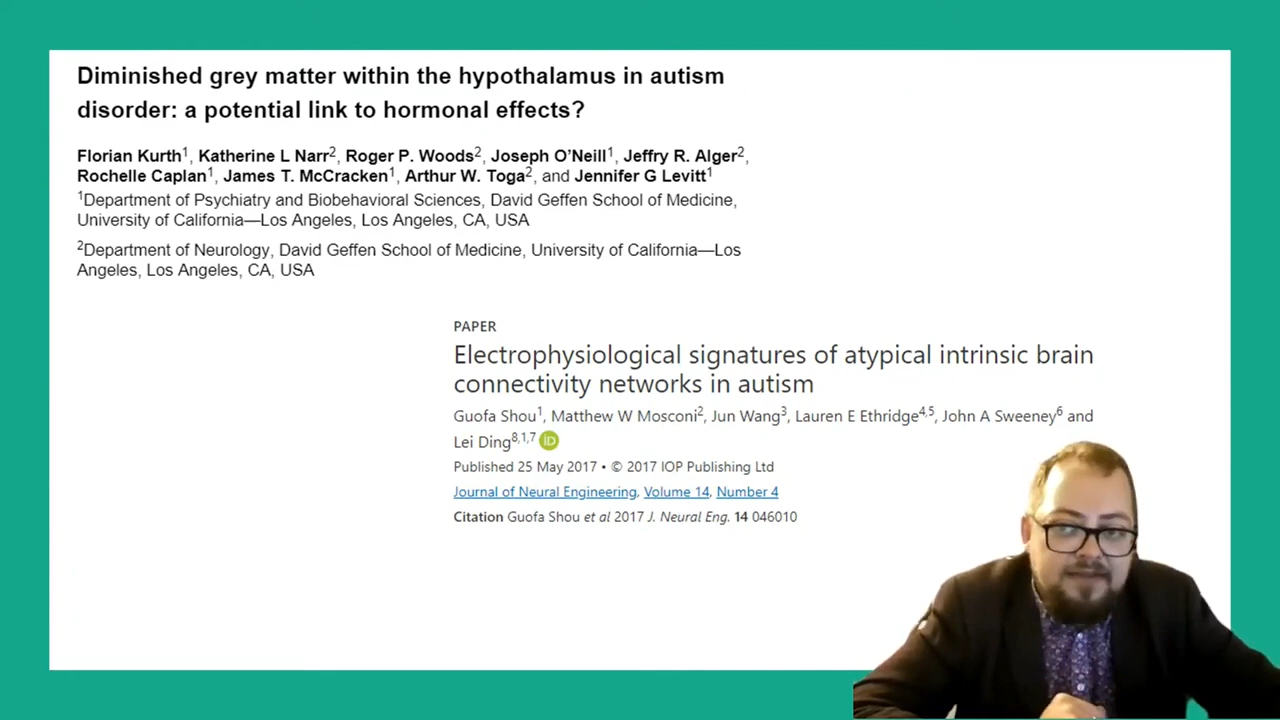 Diminished grey matter within the hypothalamus in autism
disorder: a potential link to hormonal effects?
Florian Kurth1, Katherine L Narr2, Roger P. Woods2, Joseph O’Neill1, Jeffry R. Alger2,
Rochelle Caplan1, James T. McCracken1, Arthur W. Toga2, and Jennifer G Levitt1
1Department of Psychiatry and Biobehavioral Sciences, David Geffen School of Medicine,
University of California—Los Angeles, Los Angeles, CA, USA
2Department of Neurology, David Geffen School of Medicine, University of California—Los
Angeles, Los Angeles, CA, USA
PAPER
Electrophysiological signatures of atypical intrinsic brain
connectivity networks in autism
Guofa Shou1, Matthew W Mosconi2, Jun Wang3, Lauren E Ethridge4,5, John A Sweeney6 and
Lei Ding8,1,7 iD
Published 25 May 2017 • © 2017 IOP Publishing Ltd
Journal of Neural Engineering, Volume 14, Number 4
Citation Guofa Shou et al 2017 J. Neural Eng. 14 046010